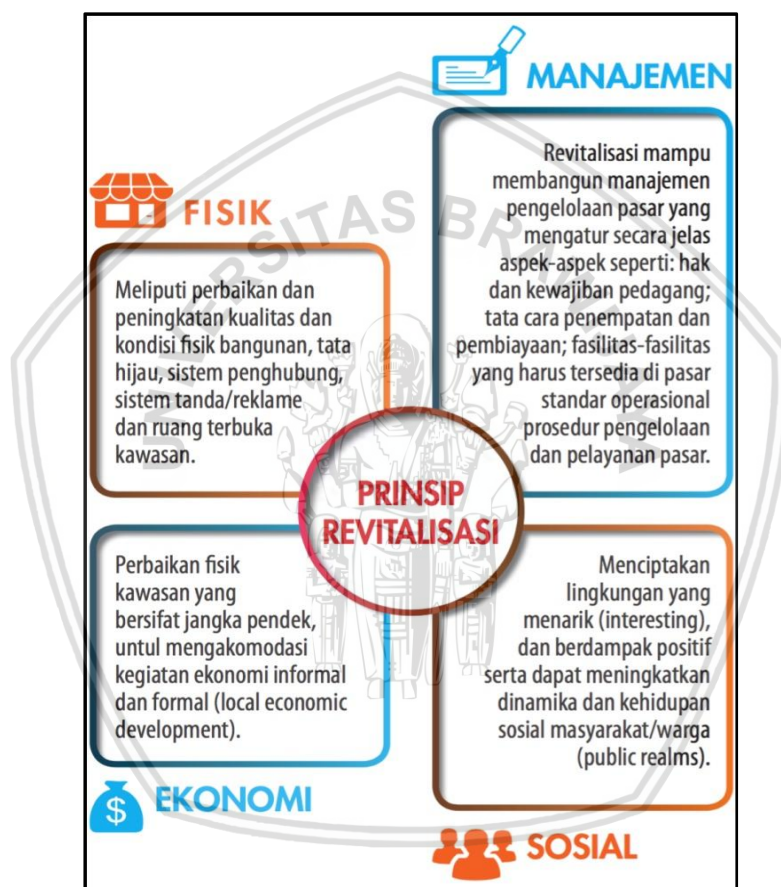 MANAJEMEN
Revitalisasi mampu
membangun manajemen
pengelolaan pasar yang
mengatur secara jelas
aspek-aspek seperti: hak
dan kewajiban pedagang;
tata cara penempatan dan
pembiayaan; fasilitas-fasilitas
yang harus tersedia di pasar
standar operasional
prosedur pengelolaan
dan pelayanan pasar.
FISIK
Meliputi perbaikan dan
peningkatan kualitas dan
kondisi fisik bangunan, tata
hijau, sistem penghubung,
sistem tanda/reklame
dan ruang terbuka
kawasan.
PRINSIP
REVITALISASI
Perbaikan fisik
kawasan yang
bersifat jangka pendek,
untuk mengakomodasi
kegiatan ekonomi informal
dan formal (local economic
development).
$ EKONOMI
Menciptakan
lingkungan yang
menarik (interesting),
dan berdampak positif
serta dapat meningkatkan
dinamika dan kehidupan
sosial masyarakat/warga
(public realms).
SOSIAL
UNIVERSITAS BRAWIJAYA